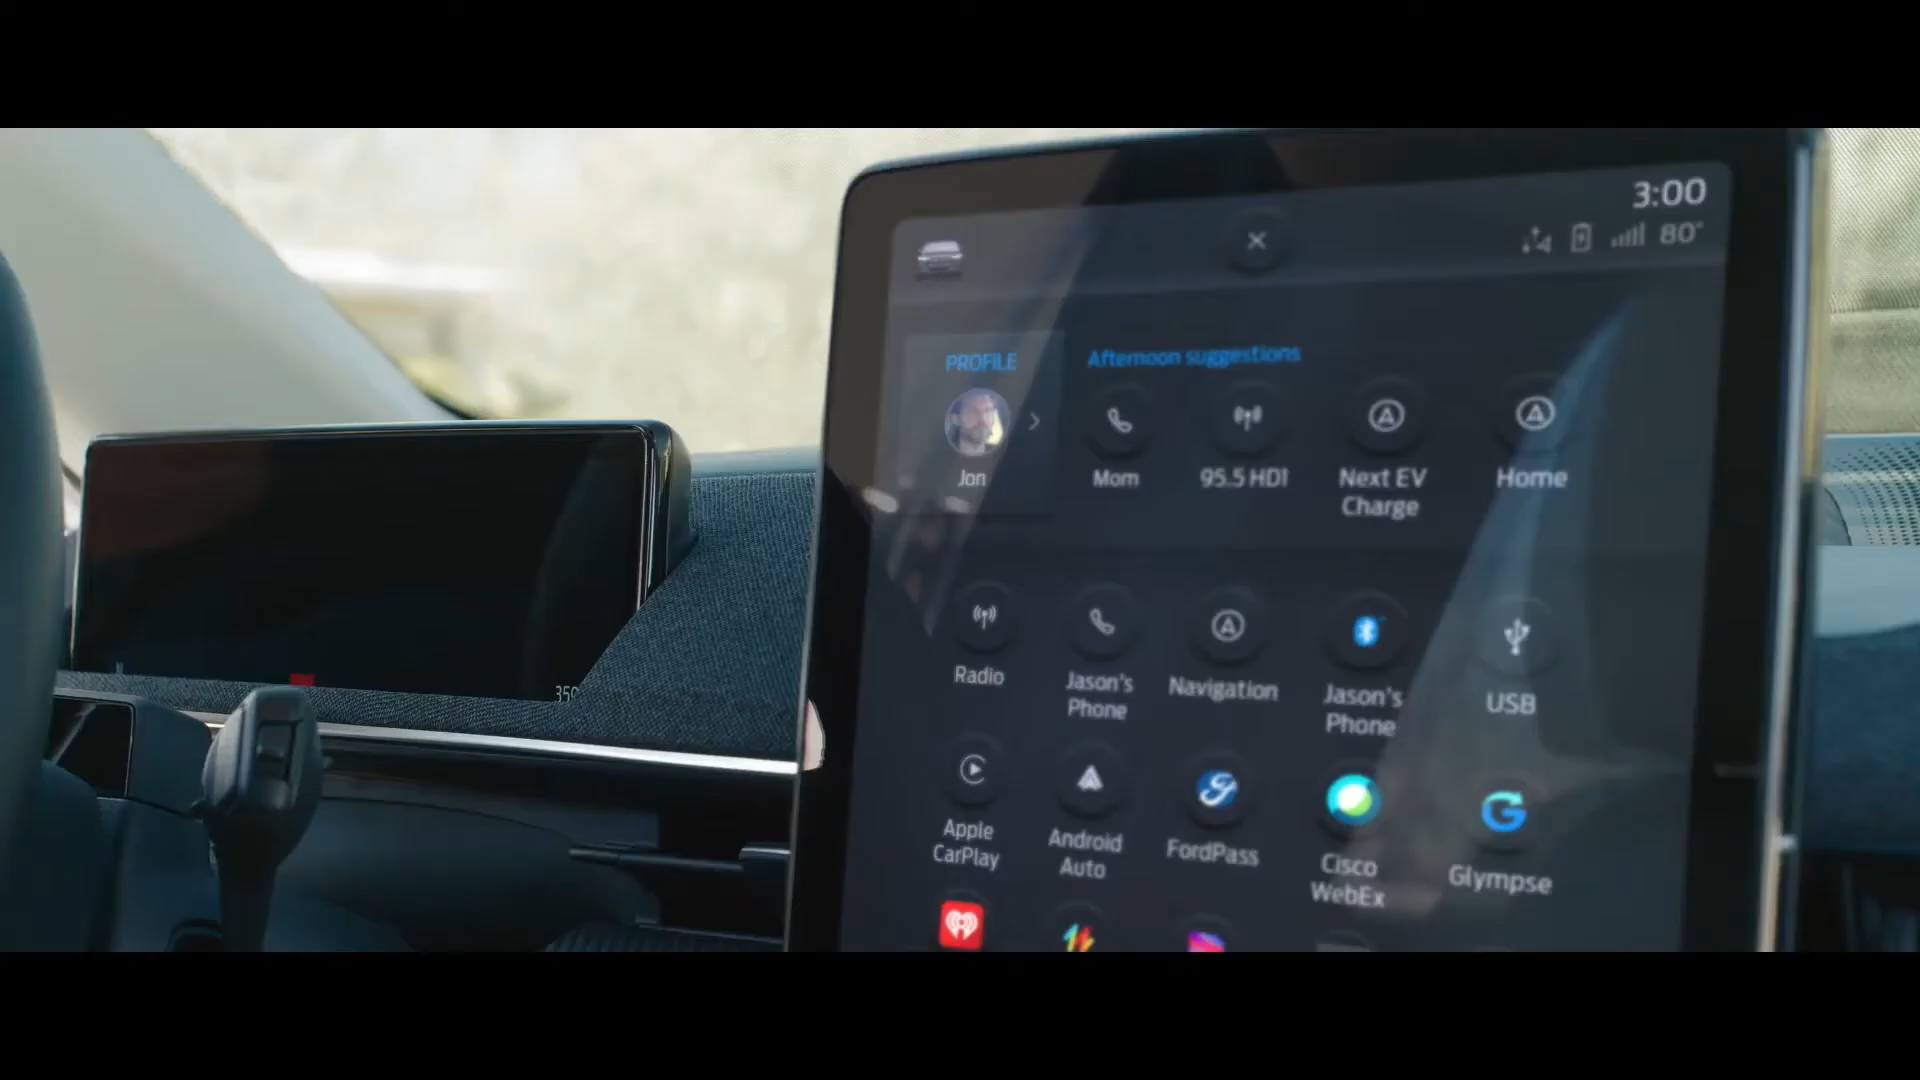 3:00
80°
PROFILE
Afternoon suggestions
Jon
Mom
95.5 HD1
Next EV
Charge
Home
Radio
Jason's
Phone
Navigation
Jason's
Phone
USB
Apple
CarPlay
Android
Auto
FordPass
Cisco
WebEx
Glympse
350